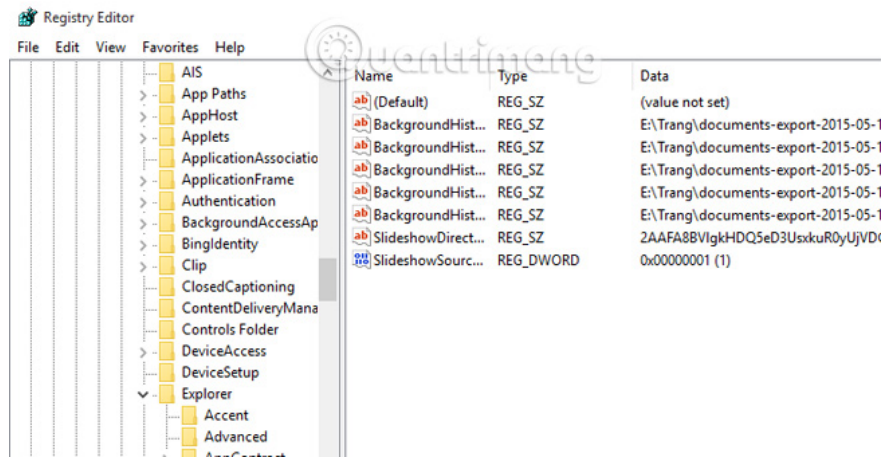 Registry Editor
File Edit View Favorites Help
Quantrimang
AIS
App Paths
AppHost
Applets
ApplicationAssociatio
ApplicationFrame
Authentication
BackgroundAccessAp
BingIdentity
Clip
ClosedCaptioning
ContentDeliveryMana
Controls Folder
DeviceAccess
DeviceSetup
Explorer
Accent
Advanced
AppContract
Name Type Data
(Default) REG_SZ (value not set)
BackgroundHist... REG_SZ E:\Trang\documents-export-2015-05-1
BackgroundHist... REG_SZ E:\Trang\documents-export-2015-05-1
BackgroundHist... REG_SZ E:\Trang\documents-export-2015-05-1
BackgroundHist... REG_SZ E:\Trang\documents-export-2015-05-1
BackgroundHist... REG_SZ E:\Trang\documents-export-2015-05-1
SlideshowDirect... REG_SZ
SlideshowSourc... REG_DWORD 0x00000001 (1)